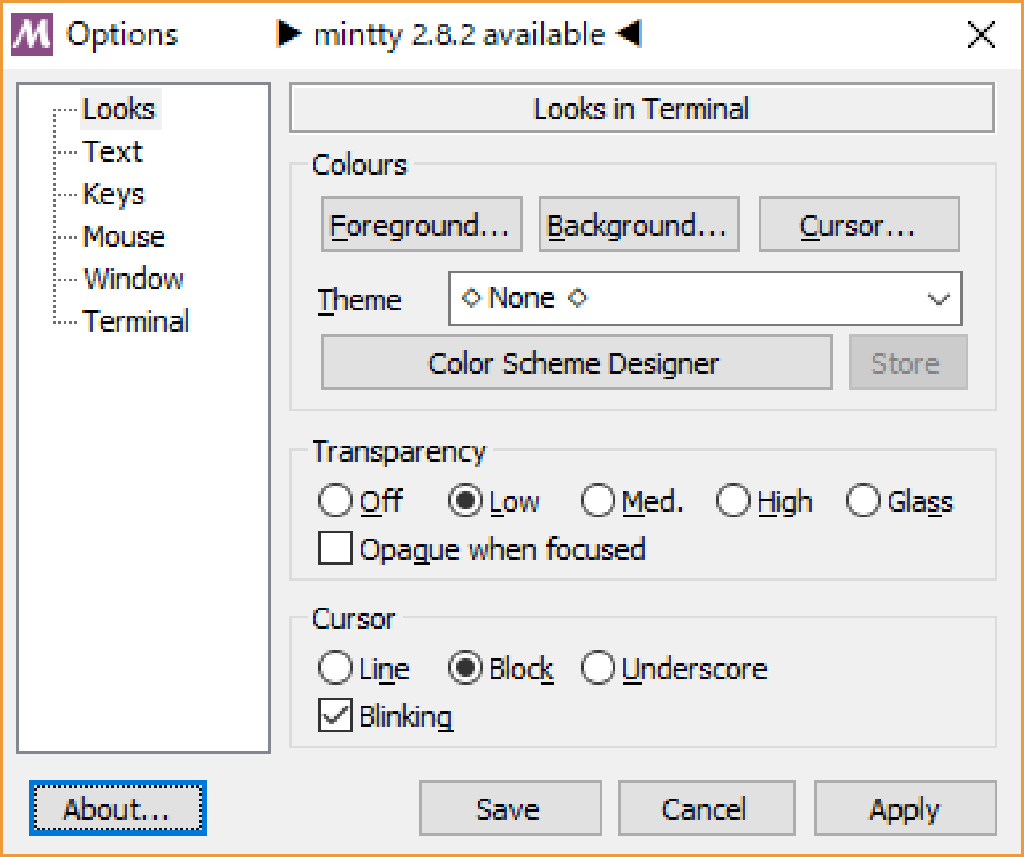 Options ▶ mintty 2.8.2 available ◀
Looks
Text
Keys
Mouse
Window
Terminal
Looks in Terminal
Colours
Foreground... Background... Cursor...
Theme ◇ None ◇
Color Scheme Designer Store
Transparency
Off Low Med. High Glass
Opaque when focused
Cursor
Line Block Underscore
Blinking
About... Save Cancel Apply